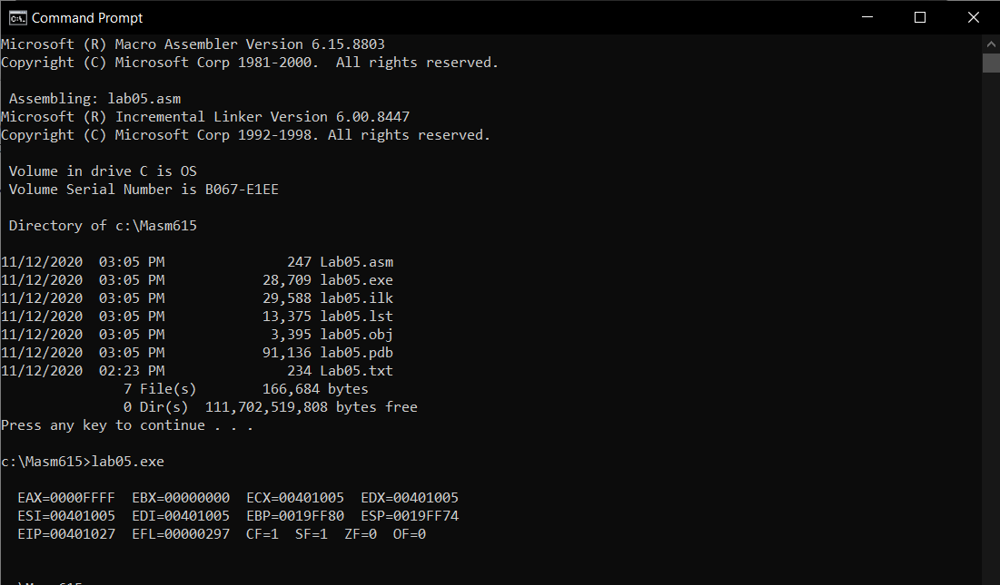 Command Prompt
Microsoft (R) Macro Assembler Version 6.15.8803
Copyright (C) Microsoft Corp 1981-2000.  All rights reserved.
 Assembling: lab05.asm
Microsoft (R) Incremental Linker Version 6.00.8447
Copyright (C) Microsoft Corp 1992-1998. All rights reserved.
 Volume in drive C is OS
 Volume Serial Number is B067-E1EE
 Directory of c:\Masm615
11/12/2020  03:05 PM               247 Lab05.asm
11/12/2020  03:05 PM            28,709 lab05.exe
11/12/2020  03:05 PM            29,588 lab05.ilk
11/12/2020  03:05 PM            13,375 lab05.lst
11/12/2020  03:05 PM             3,395 lab05.obj
11/12/2020  03:05 PM            91,136 lab05.pdb
11/12/2020  02:23 PM               234 Lab05.txt
               7 File(s)        166,684 bytes
               0 Dir(s)  111,702,519,808 bytes free
Press any key to continue . . .
c:\Masm615>lab05.exe
  EAX=0000FFFF  EBX=00000000  ECX=00401005  EDX=00401005
  ESI=00401005  EDI=00401005  EBP=0019FF80  ESP=0019FF74
  EIP=00401027  EFL=00000297  CF=1  SF=1  ZF=0  OF=0